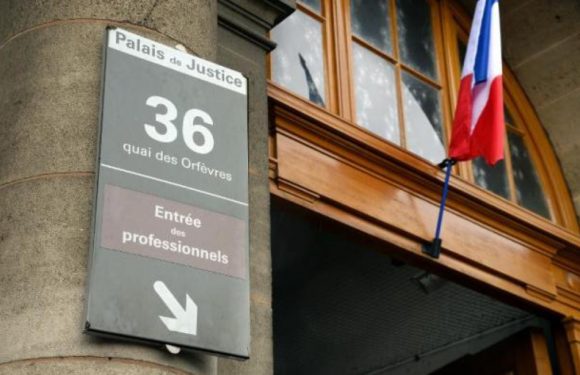 Palais de Justice
36
quai des Orfèvres
Entrée
des
professionnels